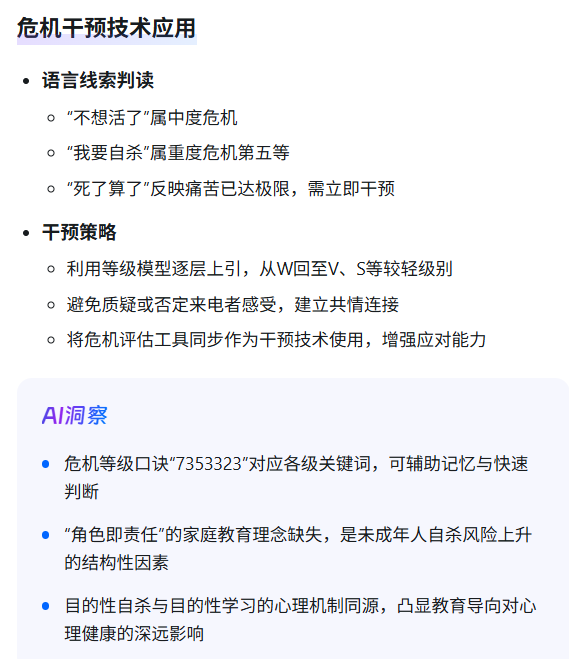 危机干预技术应用
语言线索判读
“不想活了”属中度危机
“我要自杀”属重度危机第五等
“死了算了”反映痛苦已达极限，需立即干预
干预策略
利用等级模型逐层上引，从W回至V、S等较轻级别
避免质疑或否定来电者感受，建立共情连接
将危机评估工具同步作为干预技术使用，增强应对能力
AI洞察
危机等级口诀“7353323”对应各级关键词，可辅助记忆与快速
判断
“角色即责任”的家庭教育理念缺失，是未成年人自杀风险上升
的结构性因素
目的性自杀与目的性学习的心理机制同源，凸显教育导向对心
理健康的深远影响